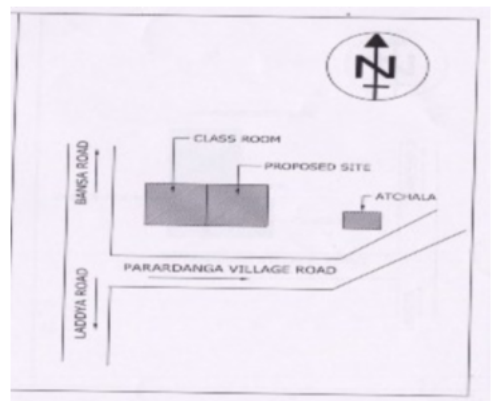 N
CLASS ROOM
PROPOSED SITE
BANSA ROAD
ATCHALA
PARARDANGA VILLAGE ROAD
LADDYA ROAD